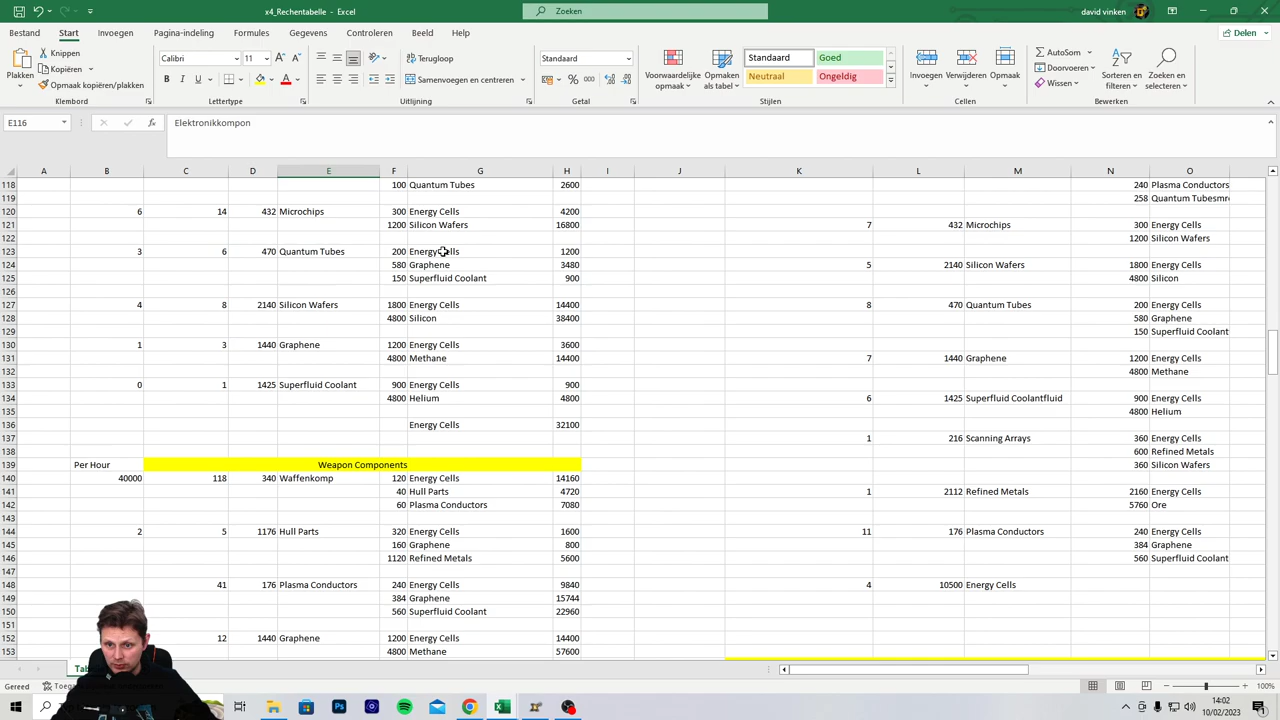 x4_Rechentabelle - Excel
Zoeken
david vinken
Bestand Start Invoegen Pagina-indeling Formules Gegevens Controleren Beeld Help
Delen
Plakken
Knippen
Kopiëren
Opmaak kopiëren/plakken
Klembord
Calibri 11
B I U
Lettertype
Terugloop
Samenvoegen en centreren
Uitlijning
Standaard
% 000
Getal
Voorwaardelijke opmaak
Opmaken als tabel
Standaard Goed
Neutraal Ongeldig
Stijlen
Invoegen Verwijderen Opmaak
Cellen
AutoSom
Doorvoeren
Wissen
Sorteren en filteren
Zoeken en selecteren
Bewerken
E116 fx Elektronikkompon
A B C D E F G H I J K L M N O
118 100 Quantum Tubes 2600 240 Plasma Conductors
119 258 Quantum Tubesmre
120 6 14 432 Microchips 300 Energy Cells 4200
121 1200 Silicon Wafers 16800 7 432 Microchips 300 Energy Cells
122 1200 Silicon Wafers
123 3 6 470 Quantum Tubes 200 Energy Cells 1200
124 580 Graphene 3480 5 2140 Silicon Wafers 1800 Energy Cells
125 150 Superfluid Coolant 900 4800 Silicon
126
127 4 8 2140 Silicon Wafers 1800 Energy Cells 14400 8 470 Quantum Tubes 200 Energy Cells
128 4800 Silicon 38400 580 Graphene
129 150 Superfluid Coolant
130 1 3 1440 Graphene 1200 Energy Cells 3600
131 4800 Methane 14400 7 1440 Graphene 1200 Energy Cells
132 4800 Methane
133 0 1 1425 Superfluid Coolant 900 Energy Cells 900
134 4800 Helium 4800 6 1425 Superfluid Coolantfluid 900 Energy Cells
135 4800 Helium
136 Energy Cells 32100
137 1 216 Scanning Arrays 360 Energy Cells
138 600 Refined Metals
139 Per Hour Weapon Components 360 Silicon Wafers
140 40000 118 340 Waffenkomp 120 Energy Cells 14160
141 40 Hull Parts 4720 1 2112 Refined Metals 2160 Energy Cells
142 60 Plasma Conductors 7080 5760 Ore
143
144 2 5 1176 Hull Parts 320 Energy Cells 1600 11 176 Plasma Conductors 240 Energy Cells
145 160 Graphene 800 384 Graphene
146 1120 Refined Metals 5600 560 Superfluid Coolant
147
148 41 176 Plasma Conductors 240 Energy Cells 9840 4 10500 Energy Cells
149 384 Graphene 15744
150 560 Superfluid Coolant 22960
151
152 12 1440 Graphene 1200 Energy Cells 14400
153 4800 Methane 57600
Gereed
100%
14:02
10/02/2023